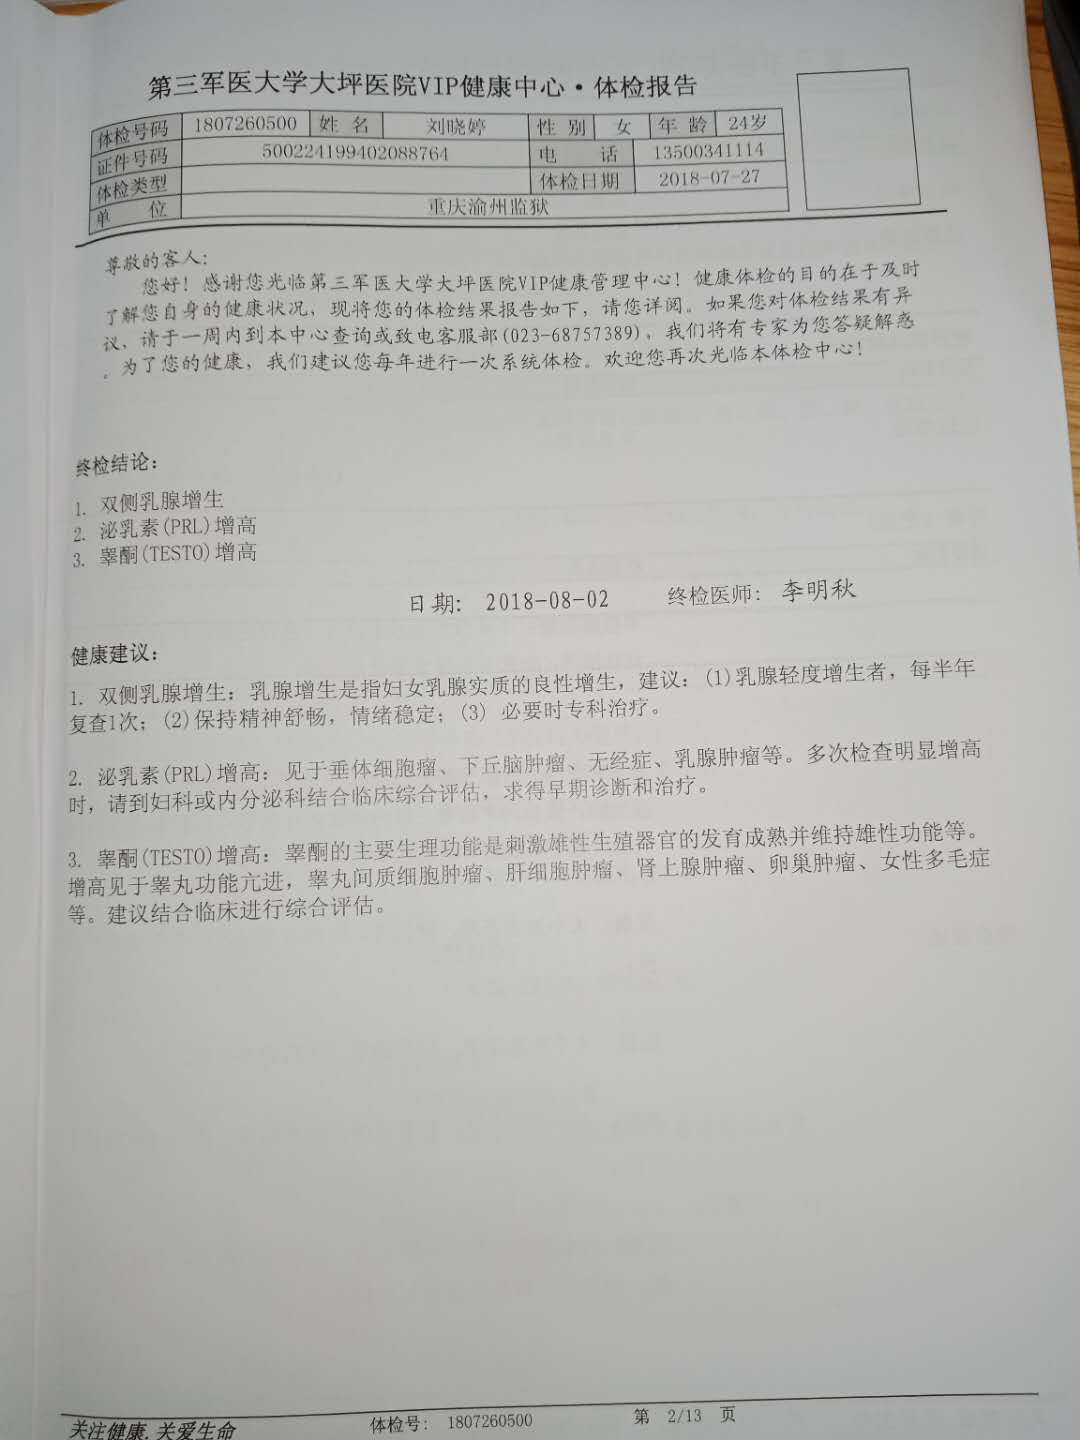 第三军医大学大坪医院VIP健康中心·体检报告
体检号码 1807260500 姓 名 刘晓婷 性 别 女 年 龄 24岁
证件号码 500224199402088764 电 话 13500341114
体检类型 体检日期 2018-07-27
单 位 重庆渝州监狱
尊敬的客人:
您好! 感谢您光临第三军医大学大坪医院VIP健康管理中心! 健康体检的目的在于及时
了解您自身的健康状况, 现将您的体检结果报告如下, 请您详阅。如果您对体检结果有异
议, 请于一周内到本中心查询或致电客服部(023-68757389), 我们将有专家为您答疑解惑
。为了您的健康, 我们建议您每年进行一次系统体检。欢迎您再次光临本体检中心!
终检结论:
1. 双侧乳腺增生
2. 泌乳素(PRL)增高
3. 睾酮(TESTO)增高
日期: 2018-08-02 终检医师: 李明秋
健康建议:
1. 双侧乳腺增生: 乳腺增生是指妇女乳腺实质的良性增生, 建议: (1)乳腺轻度增生者, 每半年
复查1次; (2)保持精神舒畅, 情绪稳定; (3) 必要时专科治疗。
2. 泌乳素(PRL)增高: 见于垂体细胞瘤、下丘脑肿瘤、无经症、乳腺肿瘤等。多次检查明显增高
时, 请到妇科或内分泌科结合临床综合评估, 求得早期诊断和治疗。
3. 睾酮(TESTO)增高: 睾酮的主要生理功能是刺激雄性生殖器官的发育成熟并维持雄性功能等。
增高见于睾丸功能亢进, 睾丸间质细胞肿瘤、肝细胞肿瘤、肾上腺肿瘤、卵巢肿瘤、女性多毛症
等。建议结合临床进行综合评估。
关注健康, 关爱生命 体检号: 1807260500 第 2/13 页